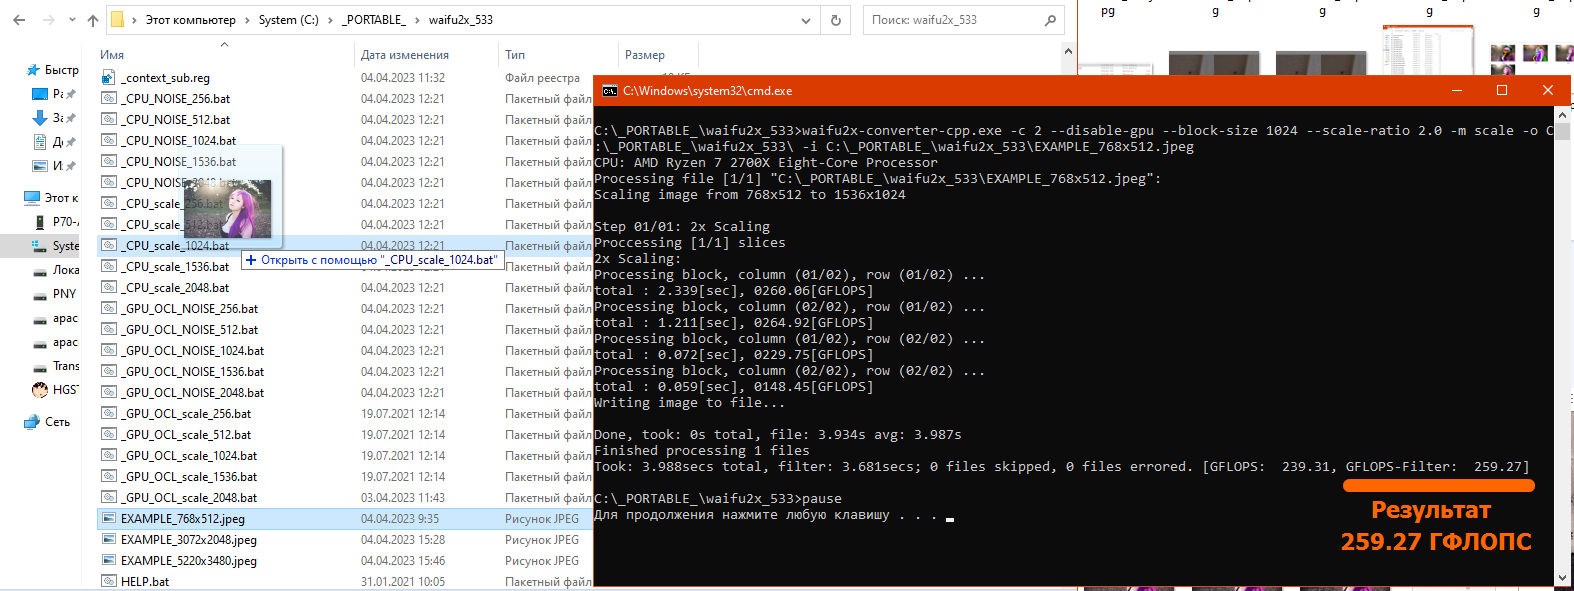 Этот компьютер > System (C:) > _PORTABLE_ > waifu2x_533
Поиск: waifu2x_533
pg g g g g
Имя Дата изменения Тип Размер
Быстр
Этот к
P70-
Syste
Лока
PNY
apac
apac
Trans
HGST
Сеть
_context_sub.reg 04.04.2023 11:32 Файл реестра
_CPU_NOISE_256.bat 04.04.2023 12:21 Пакетный файл
_CPU_NOISE_512.bat 04.04.2023 12:21 Пакетный файл
_CPU_NOISE_1024.bat 04.04.2023 12:21 Пакетный файл
_CPU_NOISE_1536.bat 04.04.2023 12:21 Пакетный файл
_CPU_NOISE_2048.bat 04.04.2023 12:21 Пакетный файл
_CPU_scale_256.bat 04.04.2023 12:21 Пакетный файл
_CPU_scale_512.bat 04.04.2023 12:21 Пакетный файл
_CPU_scale_1024.bat 04.04.2023 12:21 Пакетный файл
+ Открыть с помощью "_CPU_scale_1024.bat"
_CPU_scale_1536.bat 04.04.2023 12:21 Пакетный файл
_CPU_scale_2048.bat 04.04.2023 12:21 Пакетный файл
_GPU_OCL_NOISE_256.bat 04.04.2023 12:21 Пакетный файл
_GPU_OCL_NOISE_512.bat 04.04.2023 12:21 Пакетный файл
_GPU_OCL_NOISE_1024.bat 04.04.2023 12:21 Пакетный файл
_GPU_OCL_NOISE_1536.bat 04.04.2023 12:21 Пакетный файл
_GPU_OCL_NOISE_2048.bat 04.04.2023 12:21 Пакетный файл
_GPU_OCL_scale_256.bat 19.07.2021 12:14 Пакетный файл
_GPU_OCL_scale_512.bat 19.07.2021 12:14 Пакетный файл
_GPU_OCL_scale_1024.bat 19.07.2021 12:14 Пакетный файл
_GPU_OCL_scale_1536.bat 19.07.2021 12:14 Пакетный файл
_GPU_OCL_scale_2048.bat 03.04.2023 11:43 Пакетный файл
EXAMPLE_768x512.jpeg 04.04.2023 9:35 Рисунок JPEG
EXAMPLE_3072x2048.jpeg 04.04.2023 15:28 Рисунок JPEG
EXAMPLE_5220x3480.jpeg 04.04.2023 15:46 Рисунок JPEG
HELP.bat 31.01.2021 10:05 Пакетный файл
C:\Windows\system32\cmd.exe
C:\_PORTABLE_\waifu2x_533>waifu2x-converter-cpp.exe -c 2 --disable-gpu --block-size 1024 --scale-ratio 2.0 -m scale -o C
:\_PORTABLE_\waifu2x_533\ -i C:\_PORTABLE_\waifu2x_533\EXAMPLE_768x512.jpeg
CPU: AMD Ryzen 7 2700X Eight-Core Processor
Processing file [1/1] "C:\_PORTABLE_\waifu2x_533\EXAMPLE_768x512.jpeg":
Scaling image from 768x512 to 1536x1024
Step 01/01: 2x Scaling
Proccessing [1/1] slices
2x Scaling:
Processing block, column (01/02), row (01/02) ...
total : 2.339[sec], 0260.06[GFLOPS]
Processing block, column (02/02), row (01/02) ...
total : 1.211[sec], 0264.92[GFLOPS]
Processing block, column (01/02), row (02/02) ...
total : 0.072[sec], 0229.75[GFLOPS]
Processing block, column (02/02), row (02/02) ...
total : 0.059[sec], 0148.45[GFLOPS]
Writing image to file...
Done, took: 0s total, file: 3.934s avg: 3.987s
Finished processing 1 files
Took: 3.988secs total, filter: 3.681secs; 0 files skipped, 0 files errored. [GFLOPS: 239.31, GFLOPS-Filter: 259.27]
C:\_PORTABLE_\waifu2x_533>pause
Для продолжения нажмите любую клавишу . . .
Результат
259.27 ГФЛОПС